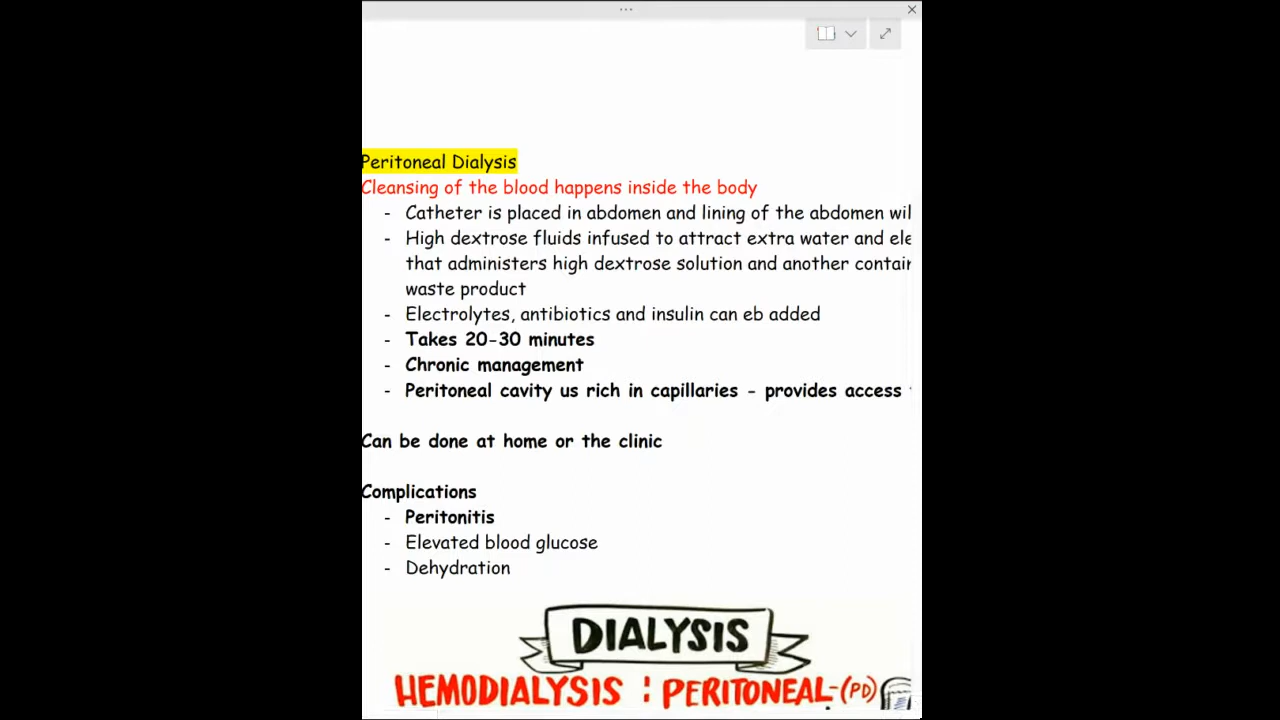 Peritoneal Dialysis
Cleansing of the blood happens inside the body
- Catheter is placed in abdomen and lining of the abdomen wil
- High dextrose fluids infused to attract extra water and ele
that administers high dextrose solution and another contain
waste product
- Electrolytes, antibiotics and insulin can eb added
- Takes 20-30 minutes
- Chronic management
- Peritoneal cavity us rich in capillaries - provides access
Can be done at home or the clinic
Complications
- Peritonitis
- Elevated blood glucose
- Dehydration
DIALYSIS
HEMODIALYSIS : PERITONEAL-(PD)